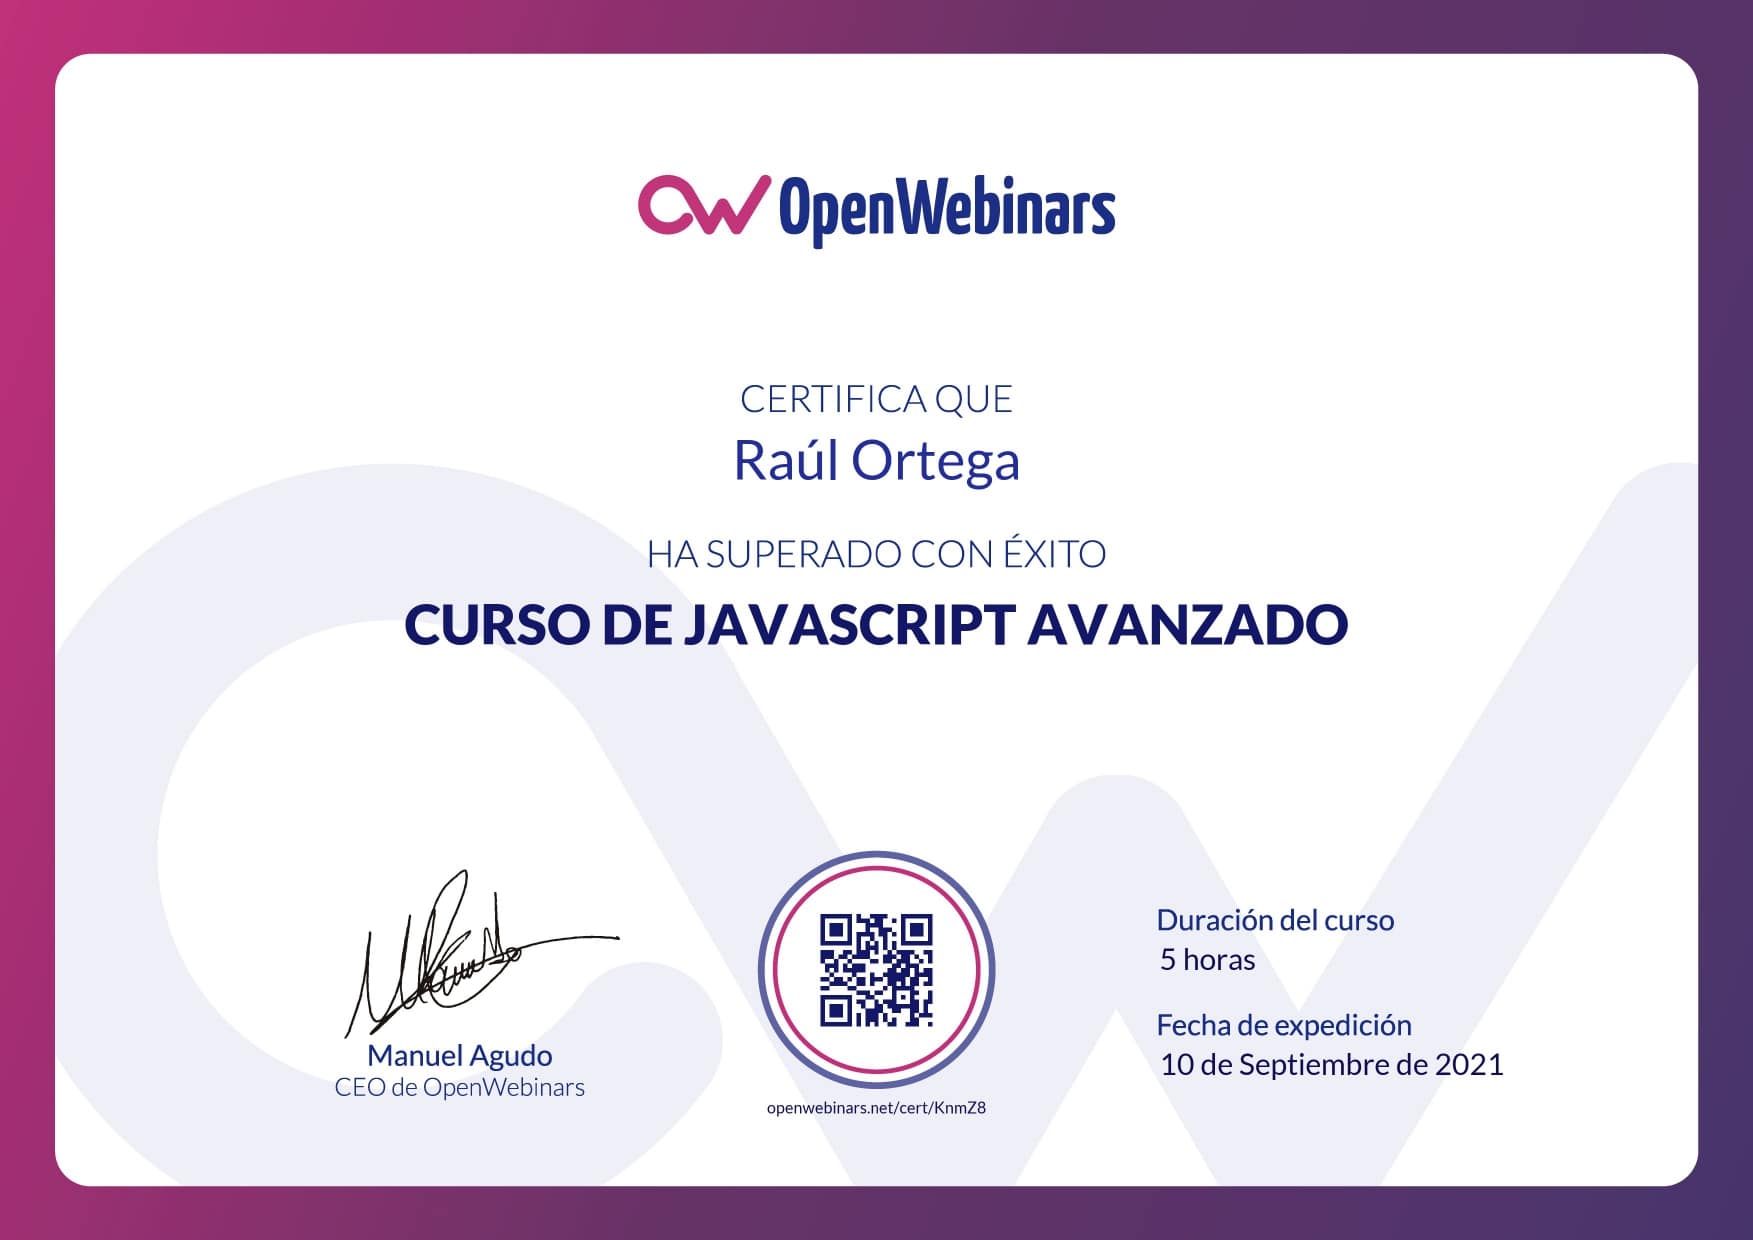 OpenWebinars
CERTIFICA QUE
Raúl Ortega
HA SUPERADO CON ÉXITO
CURSO DE JAVASCRIPT AVANZADO
Manuel Agudo
CEO de OpenWebinars
openwebinars.net/cert/KnmZ8
Duración del curso
5 horas
Fecha de expedición
10 de Septiembre de 2021